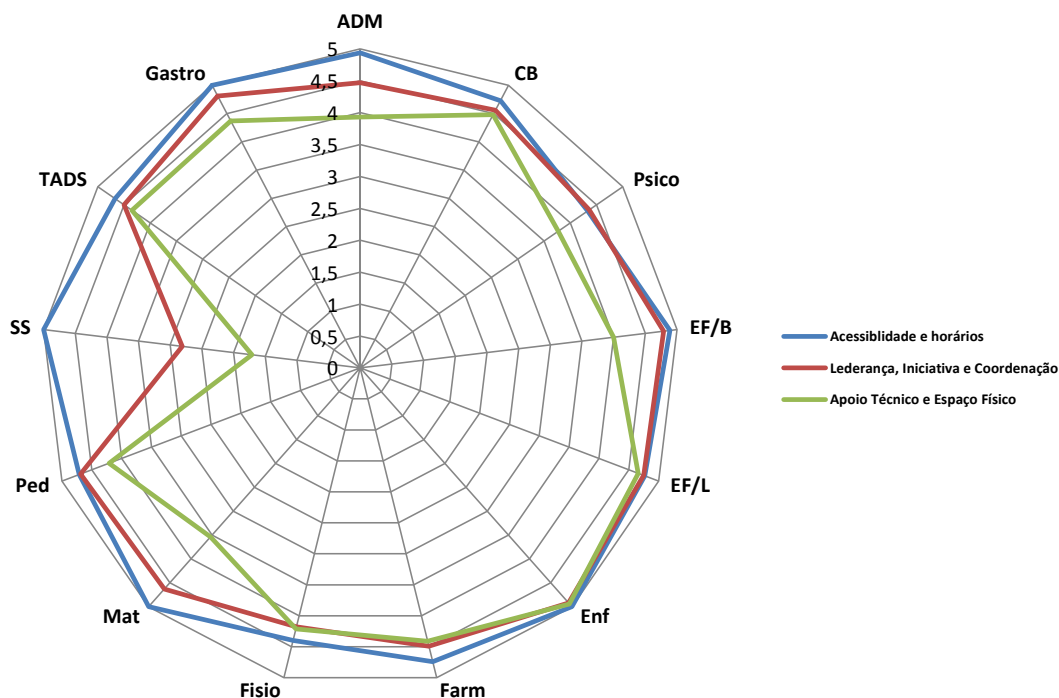 ADM
CB
Psico
EF/B
EF/L
Enf
Farm
Fisio
Mat
Ped
SS
TADS
Gastro
5
4,5
4
3,5
3
2,5
2
1,5
1
0,5
0
Acessiblidade e horários
Lederança, Iniciativa e Coordenação
Apoio Técnico e Espaço Físico